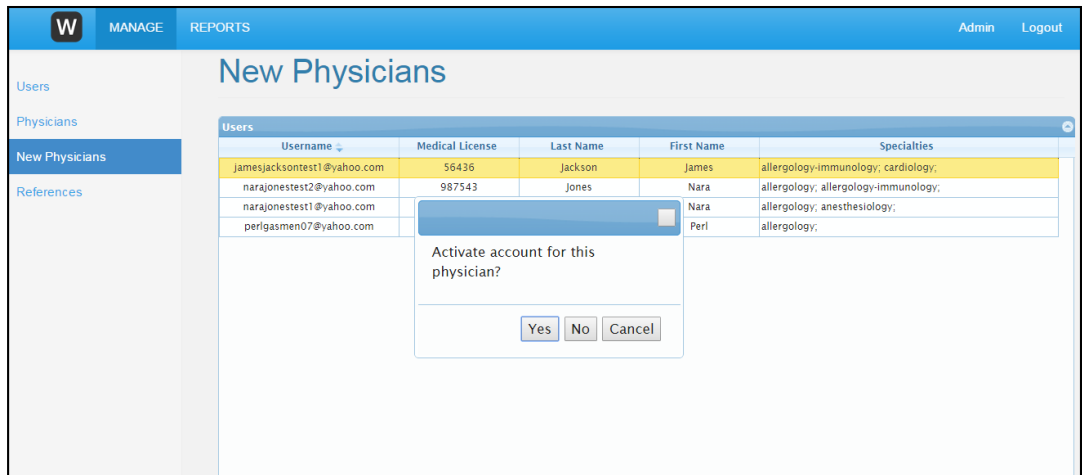 W MANAGE REPORTS Admin Logout
Users
Physicians
New Physicians
References
New Physicians
Users
Username Medical License Last Name First Name Specialties
jamesjacksontest1@yahoo.com 56436 Jackson James allergology-immunology; cardiology;
narajonestest2@yahoo.com 987543 Jones Nara allergology; allergology-immunology;
narajonestest1@yahoo.com Nara allergology; anesthesiology;
perlgasmen07@yahoo.com Perl allergology;
Activate account for this
physician?
Yes No Cancel